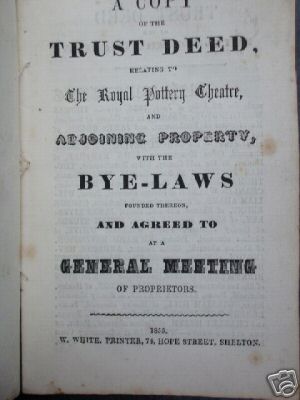 A COPY
OF THE
TRUST DEED,
RELATING TO
The Royal Pottery Theatre,
AND
ADJOINING PROPERTY,
WITH THE
BYE-LAWS
FOUNDED THEREON,
AND AGREED TO
AT A
GENERAL MEETING
OF PROPRIETORS.
W. WHITE, PRINTER, 78, HOPE STREET, SHELTON.